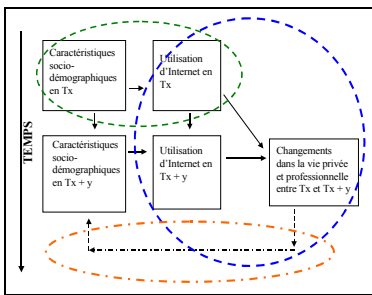 Caractéristiques
socio-
démographiques
en Tx
Utilisation
d'Internet en
Tx
TEMPS
Caractéristiques
socio-
démographiques
en Tx + y
Utilisation
d'Internet en
Tx + y
Changements
dans la vie privée
et professionnelle
entre Tx et Tx + y